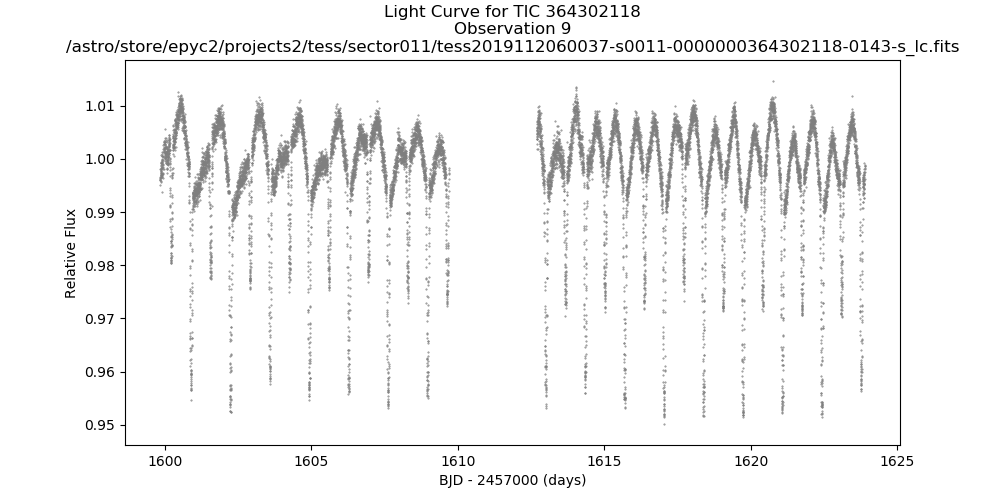 Light Curve for TIC 364302118
Observation 9
/astro/store/epyc2/projects2/tess/sector011/tess2019112060037-s0011-0000000364302118-0143-s_lc.fits
1.01
1.00
0.99
0.98
0.97
0.96
0.95
Relative Flux
1600
1605
1610
1615
1620
1625
BJD - 2457000 (days)